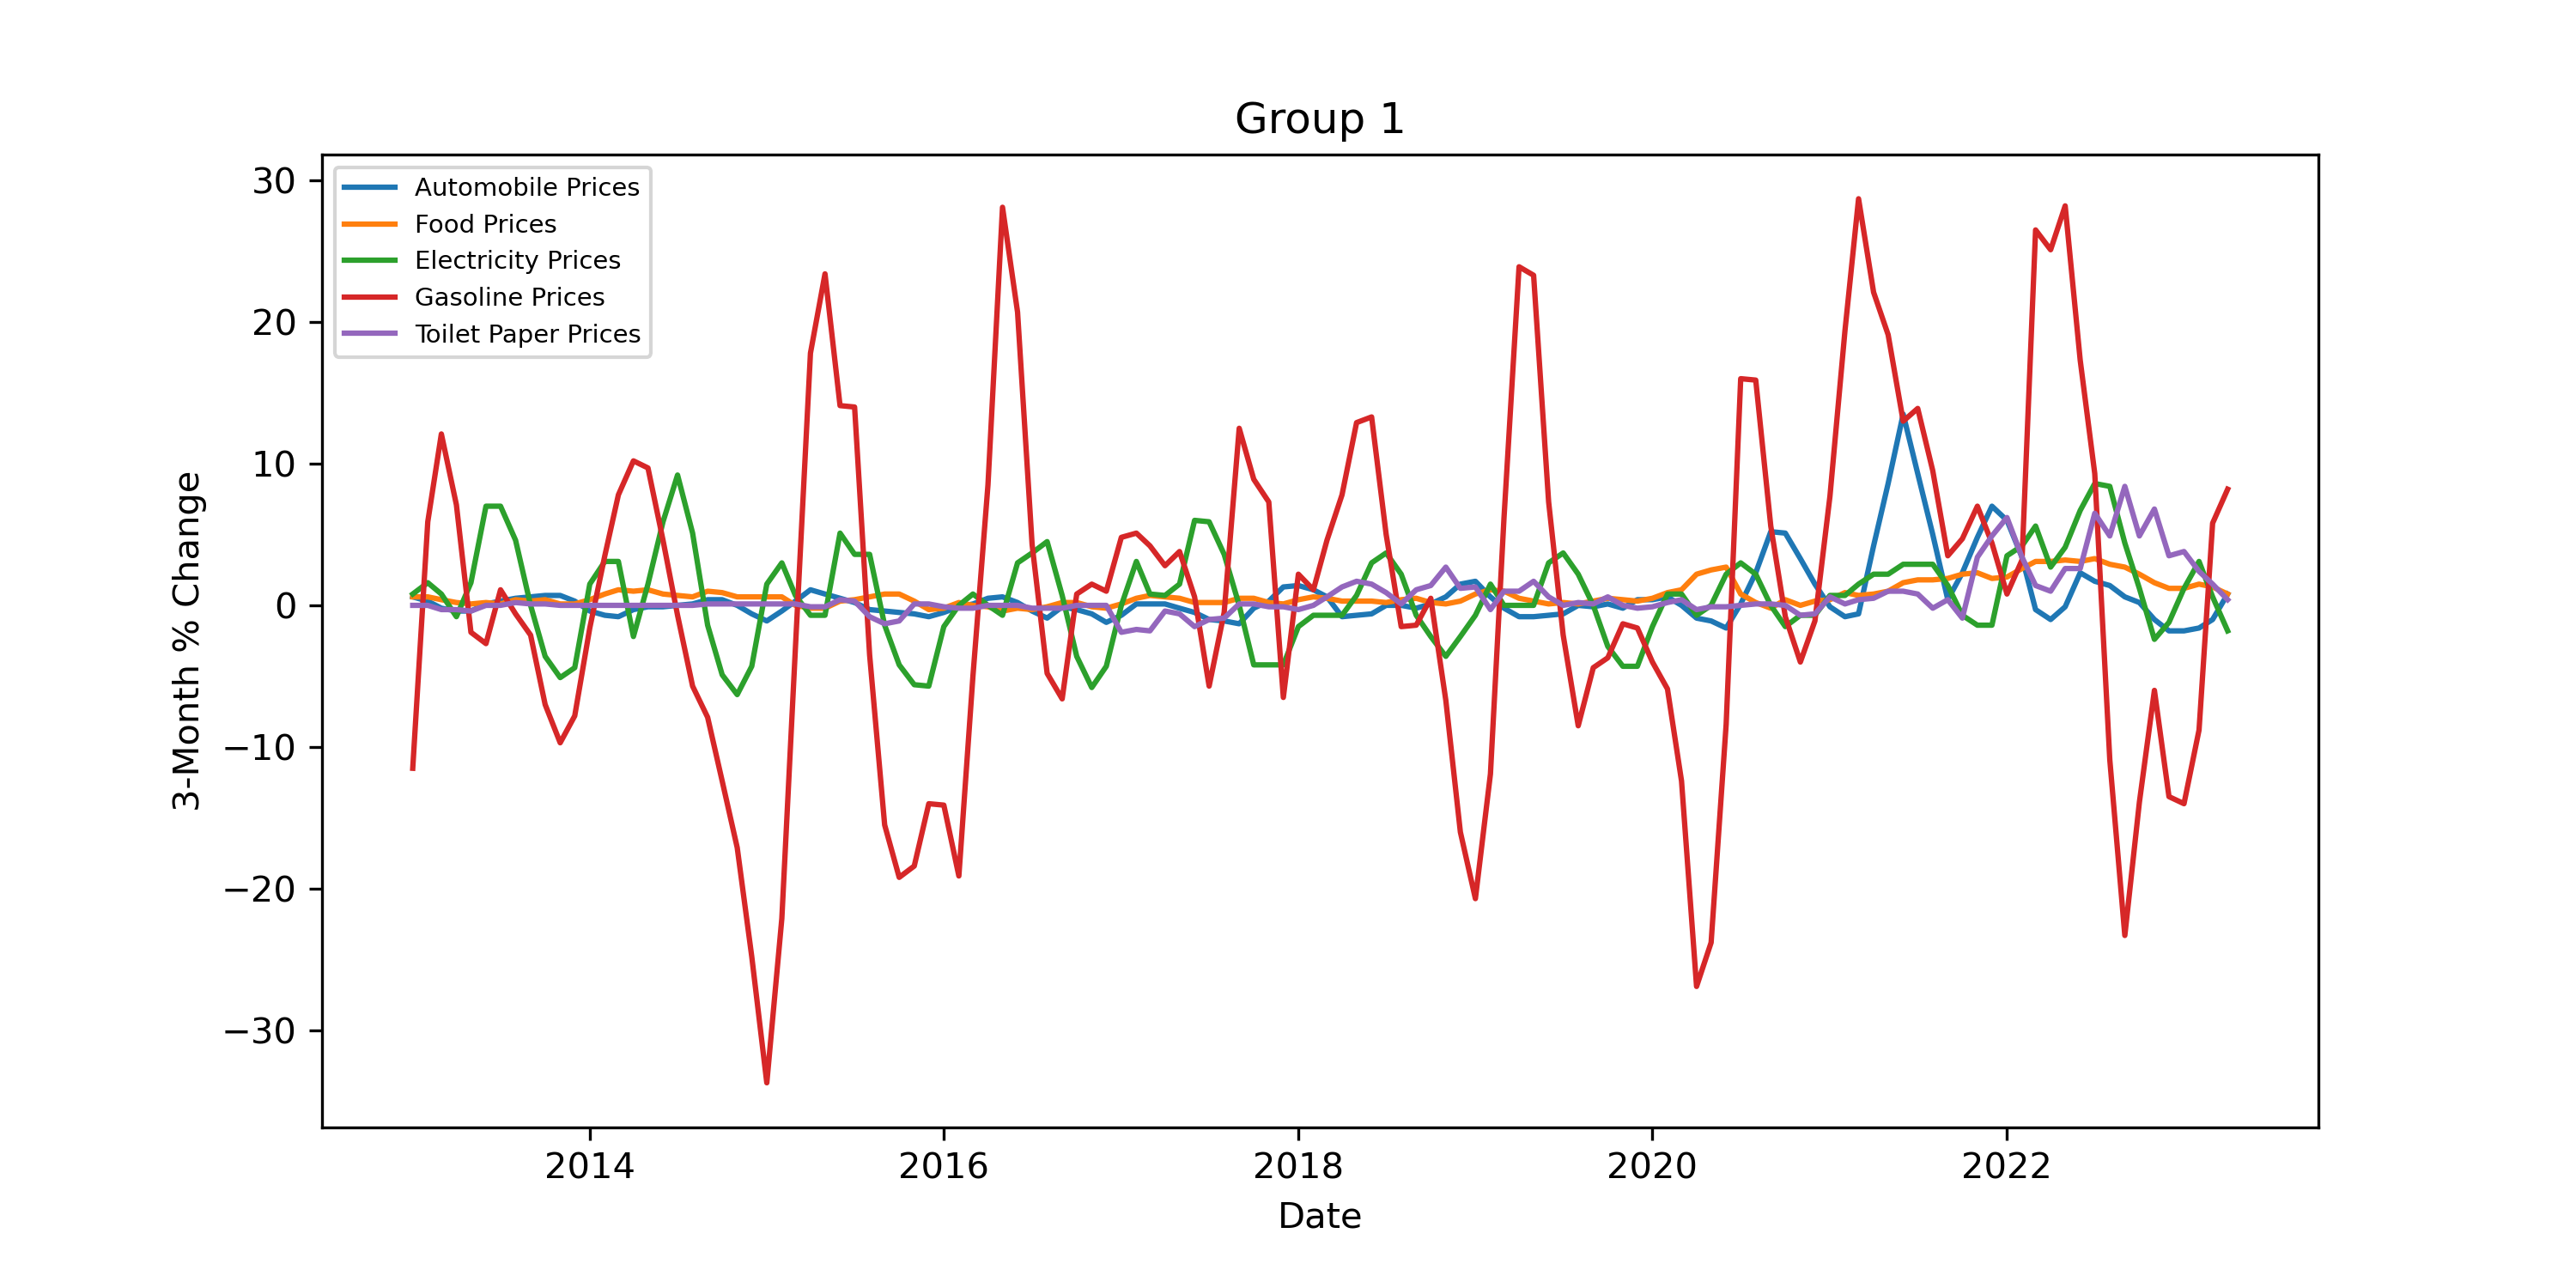 Group 1
30
20
10
0
−10
−20
−30
3-Month % Change
Automobile Prices
Food Prices
Electricity Prices
Gasoline Prices
Toilet Paper Prices
2014 2016 2018 2020 2022
Date